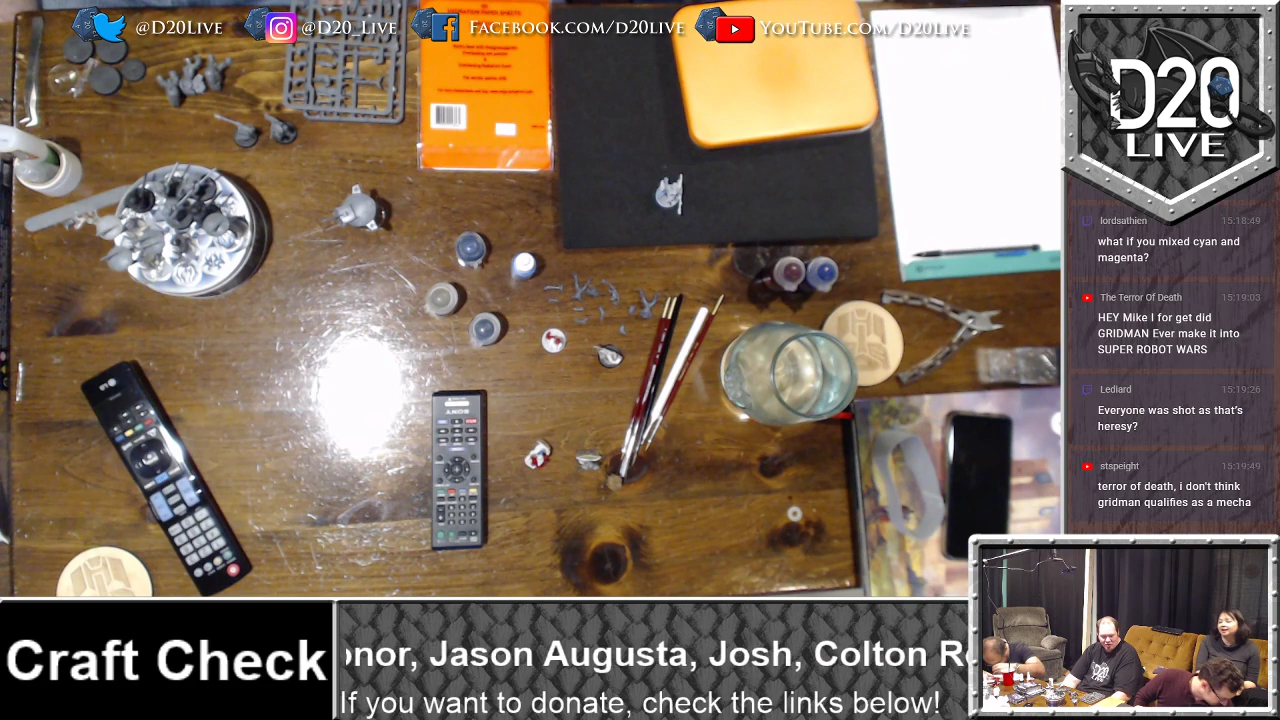 @D20Live
@D20_Live
Facebook.com/D20Live
YouTube.com/D20Live
D20
LIVE
lordsathien 15:18:49
what if you mixed cyan and
magenta?
The Terror Of Death 15:19:03
HEY Mike I for get did
GRIDMAN Ever make it into
SUPER ROBOT WARS
Lediard 15:19:26
Everyone was shot as that's
heresy?
stspeight 15:19:49
terror of death, i don't think
gridman qualifies as a mecha
SONY
LG
Craft Check
onor, Jason Augusta, Josh, Colton R
If you want to donate, check the links below!